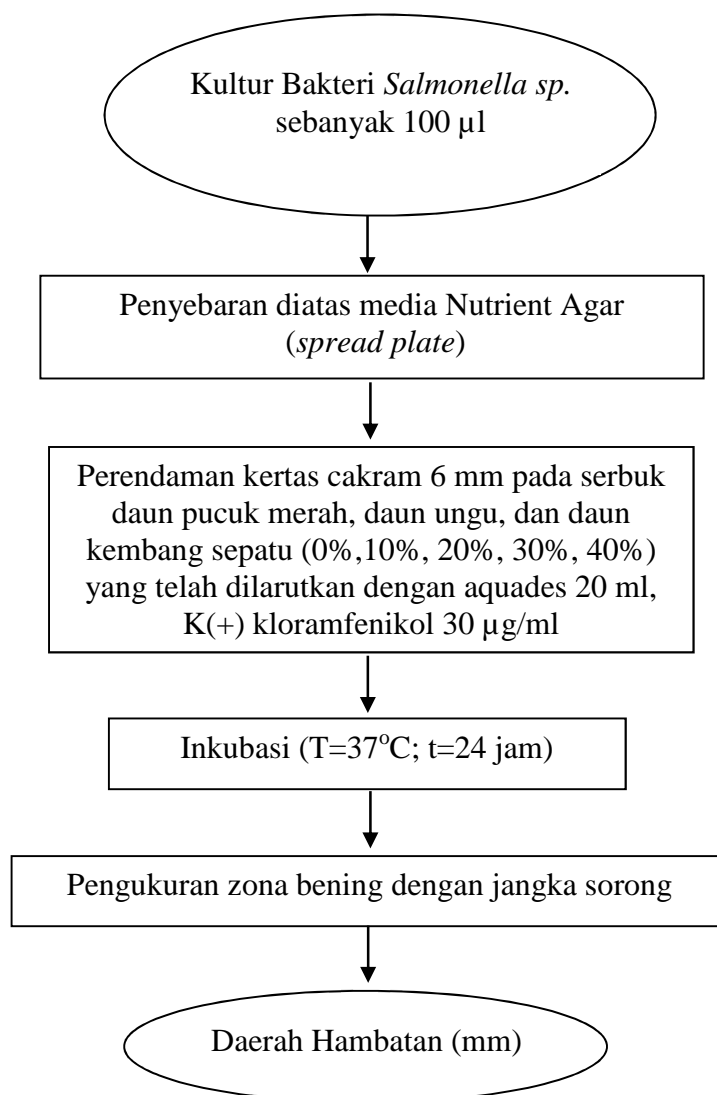 Kultur Bakteri Salmonella sp.
sebanyak 100 µl
Penyebaran diatas media Nutrient Agar
(spread plate)
Perendaman kertas cakram 6 mm pada serbuk
daun pucuk merah, daun ungu, dan daun
kembang sepatu (0%,10%, 20%, 30%, 40%)
yang telah dilarutkan dengan aquades 20 ml,
K(+) kloramfenikol 30 µg/ml
Inkubasi (T=37°C; t=24 jam)
Pengukuran zona bening dengan jangka sorong
Daerah Hambatan (mm)